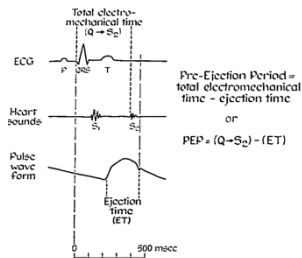 Total electro-
mechanical time
(Q → S₂)
ECG
P
QRS
T
Heart
sounds
S₁
S₂
Pulse
wave
form
Ejection
time
(ET)
0
500 msec
Pre-Ejection Period =
total electromechanical
time - ejection time
or
PEP = (Q→S₂) - (ET)